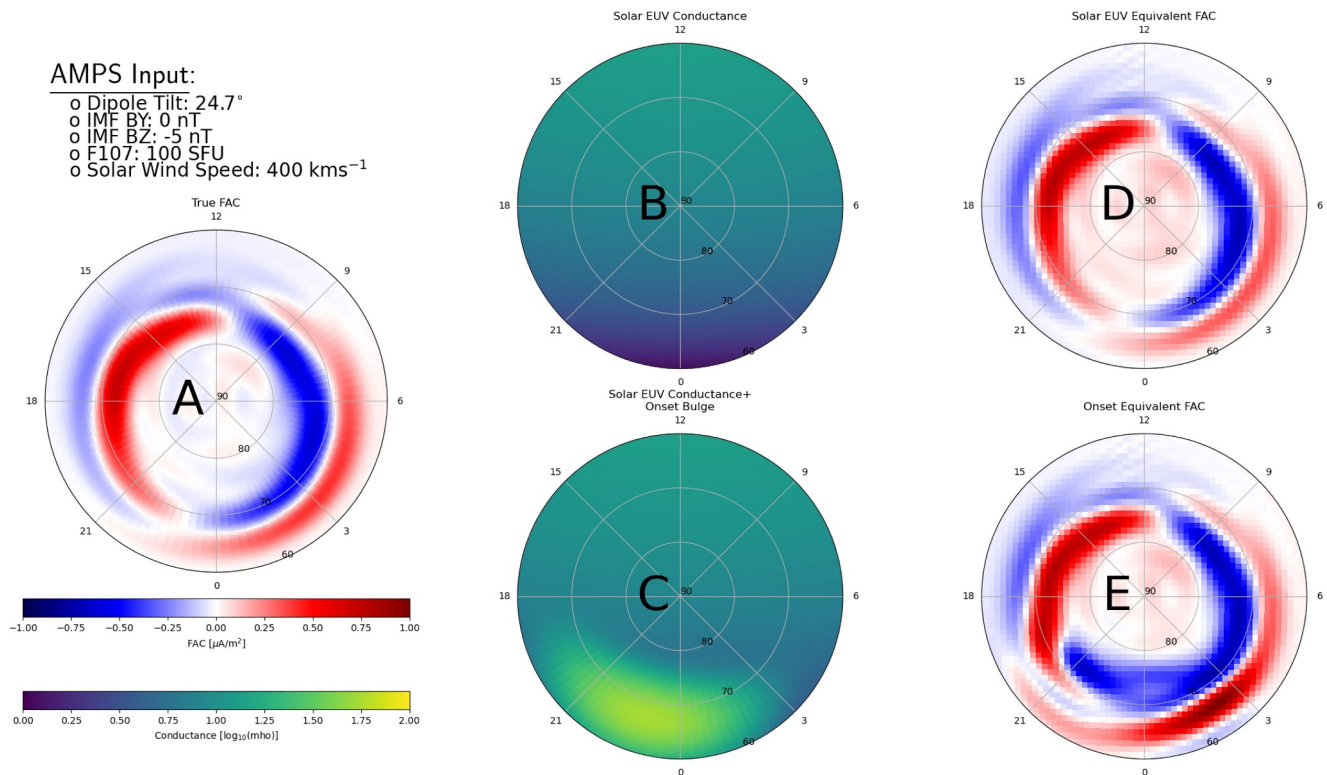 AMPS Input:
o Dipole Tilt: 24.7°
o IMF BY: 0 nT
o IMF BZ: -5 nT
o F107: 100 SFU
o Solar Wind Speed: 400 kms⁻¹
True FAC
12
15
9
18
A
90
6
80
70
21
3
60
0
−1.00 −0.75 −0.50 −0.25 0.00 0.25 0.50 0.75 1.00
FAC [μA/m²]
0.00 0.25 0.50 0.75 1.00 1.25 1.50 1.75 2.00
Conductance [log₁₀(mho)]
Solar EUV Conductance
12
15
9
18
B
90
6
80
70
21
3
60
0
Solar EUV Conductance+
Onset Bulge
12
15
9
18
C
90
6
80
70
21
3
60
0
Solar EUV Equivalent FAC
12
15
9
18
D
90
6
80
70
21
3
60
0
Onset Equivalent FAC
12
15
9
18
E
90
6
80
21
3
60
0